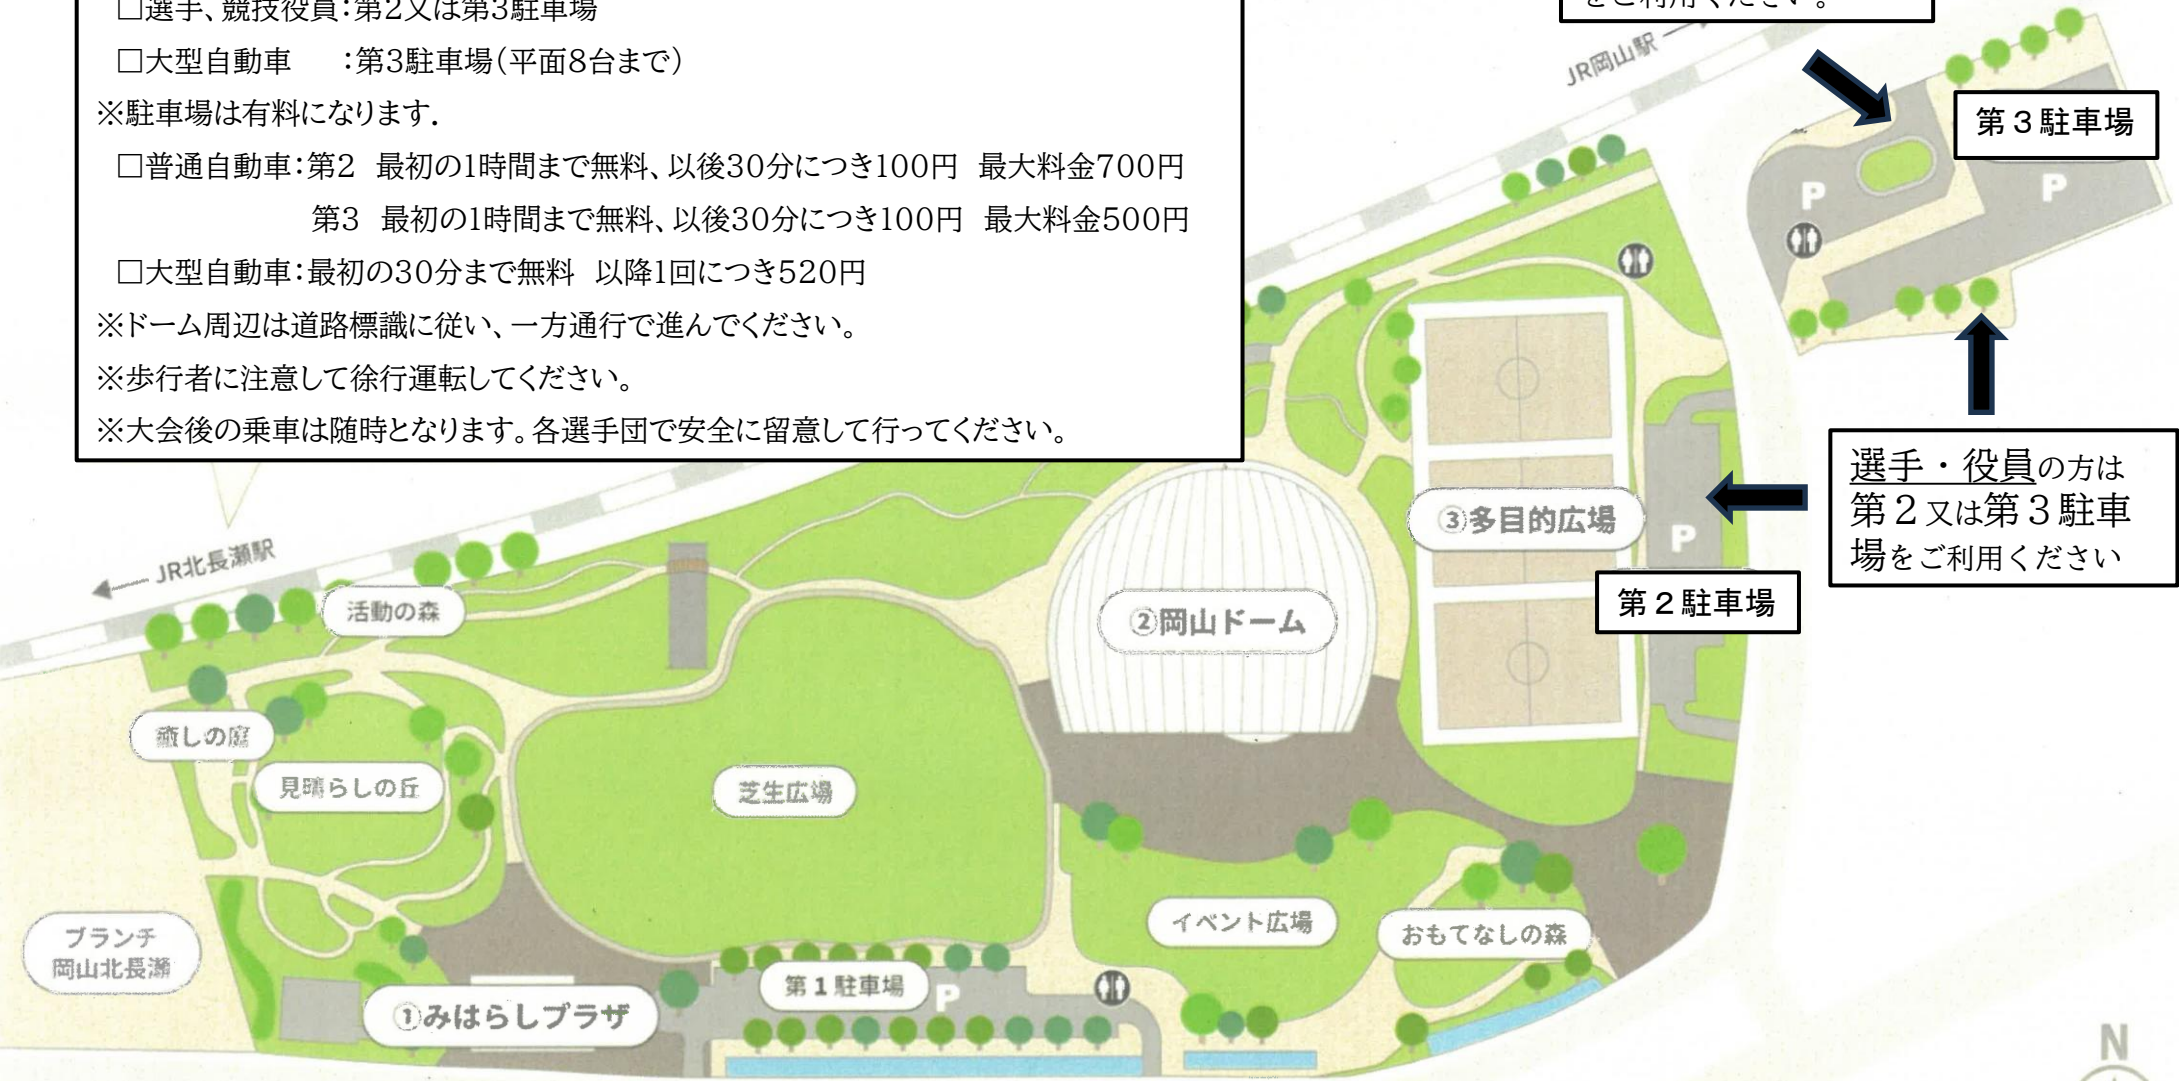 □選手、競技役員：第2又は第3駐車場
□大型自動車　：第3駐車場（平面8台まで）
※駐車場は有料になります．
□普通自動車：第2 最初の1時間まで無料、以後30分につき100円 最大料金700円
第3 最初の1時間まで無料、以後30分につき100円 最大料金500円
□大型自動車：最初の30分まで無料 以降1回につき520円
※ドーム周辺は道路標識に従い、一方通行で進んでください。
※歩行者に注意して徐行運転してください。
※大会後の乗車は随時となります。各選手団で安全に留意して行ってください。
をご利用ください。
JR岡山駅
第３駐車場
P
P
選手・役員の方は
第２又は第３駐車
場をご利用ください
③多目的広場
P
第２駐車場
②岡山ドーム
JR北長瀬駅
活動の森
癒しの庭
見晴らしの丘
芝生広場
イベント広場
おもてなしの森
ブランチ
岡山北長瀬
第1駐車場
P
①みはらしプラザ
N